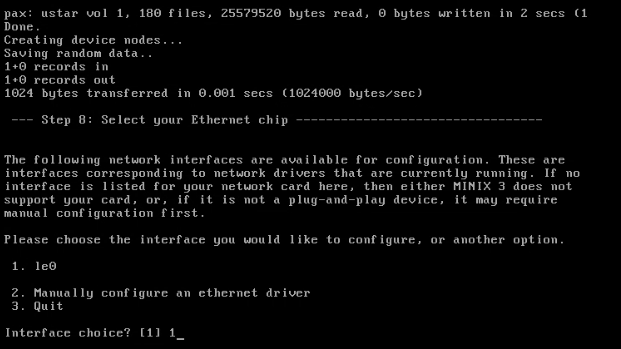 pax: ustar vol 1, 180 files, 25579520 bytes read, 0 bytes written in 2 secs (1
Done.
Creating device nodes...
Saving random data..
1+0 records in
1+0 records out
1024 bytes transferred in 0.001 secs (1024000 bytes/sec)
--- Step 8: Select your Ethernet chip ---------------------------------
The following network interfaces are available for configuration. These are
interfaces corresponding to network drivers that are currently running. If no
interface is listed for your network card here, then either MINIX 3 does not
support your card, or, if it is not a plug-and-play device, it may require
manual configuration first.
Please choose the interface you would like to configure, or another option.
1. le0
2. Manually configure an ethernet driver
3. Quit
Interface choice? [1] 1_